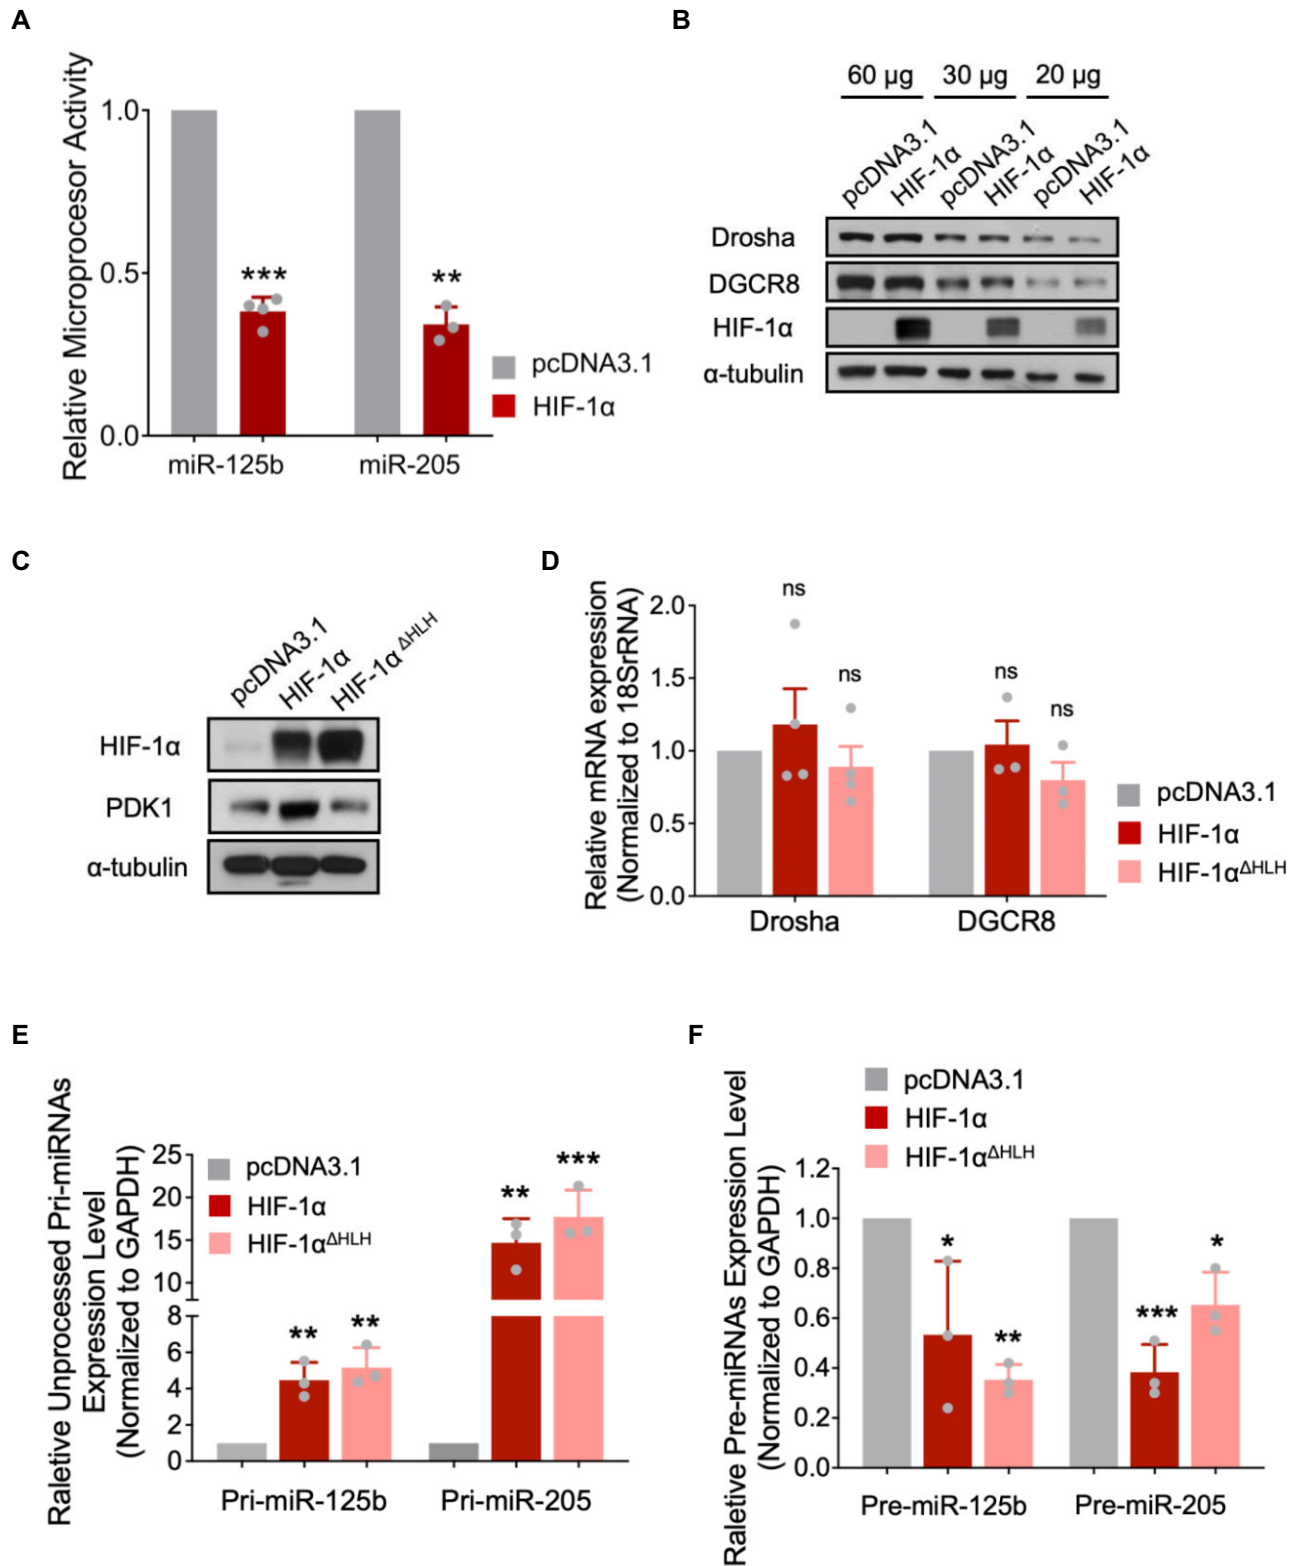 A
Relative Microprocesor Activity
1.0
0.5
0.0
***
**
miR-125b
miR-205
pcDNA3.1
HIF-1α
B
60 µg
30 µg
20 µg
pcDNA3.1
HIF-1α
pcDNA3.1
HIF-1α
pcDNA3.1
HIF-1α
Drosha
DGCR8
HIF-1α
α-tubulin
C
pcDNA3.1
HIF-1α
HIF-1α ΔHLH
HIF-1α
PDK1
α-tubulin
D
Relative mRNA expression
(Normalized to 18SrRNA)
2.0
1.5
1.0
0.5
0.0
ns
ns
ns
ns
Drosha
DGCR8
pcDNA3.1
HIF-1α
HIF-1αΔHLH
E
Raletive Unprocessed Pri-miRNAs
Expression Level
(Normalized to GAPDH)
25
20
15
10
8
6
4
2
0
pcDNA3.1
HIF-1α
HIF-1αΔHLH
**
**
**
***
Pri-miR-125b
Pri-miR-205
F
Raletive Pre-miRNAs Expression Level
(Normalized to GAPDH)
pcDNA3.1
HIF-1α
HIF-1αΔHLH
1.2
1.0
0.8
0.6
0.4
0.2
0.0
*
**
***
*
Pre-miR-125b
Pre-miR-205